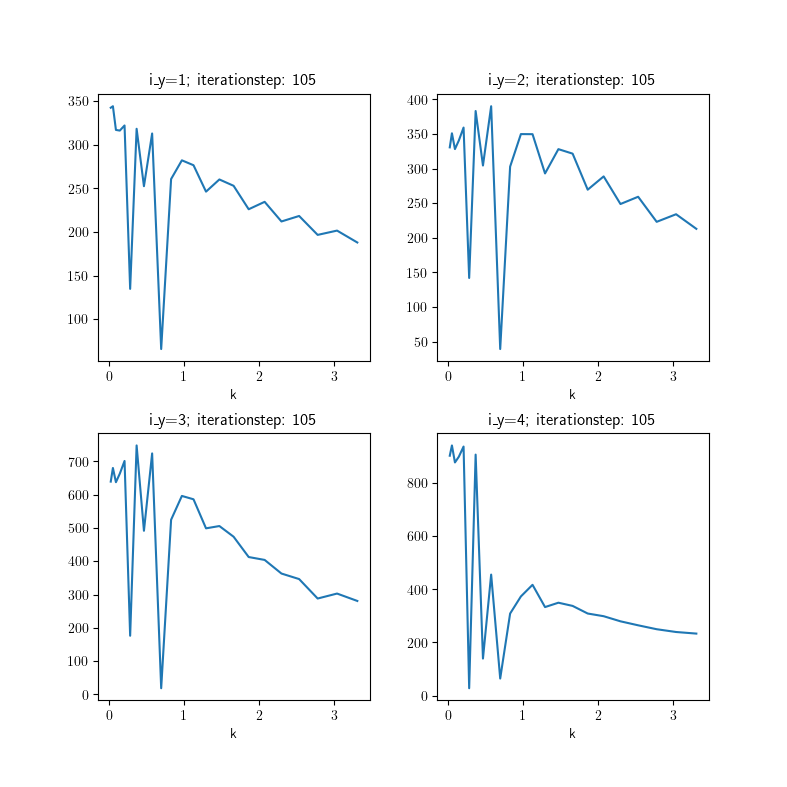 i_y=1; iterationstep: 105
350
300
250
200
150
100
0 1 2 3
k
i_y=2; iterationstep: 105
400
350
300
250
200
150
100
50
0 1 2 3
k
i_y=3; iterationstep: 105
700
600
500
400
300
200
100
0
0 1 2 3
k
i_y=4; iterationstep: 105
800
600
400
200
0
0 1 2 3
k